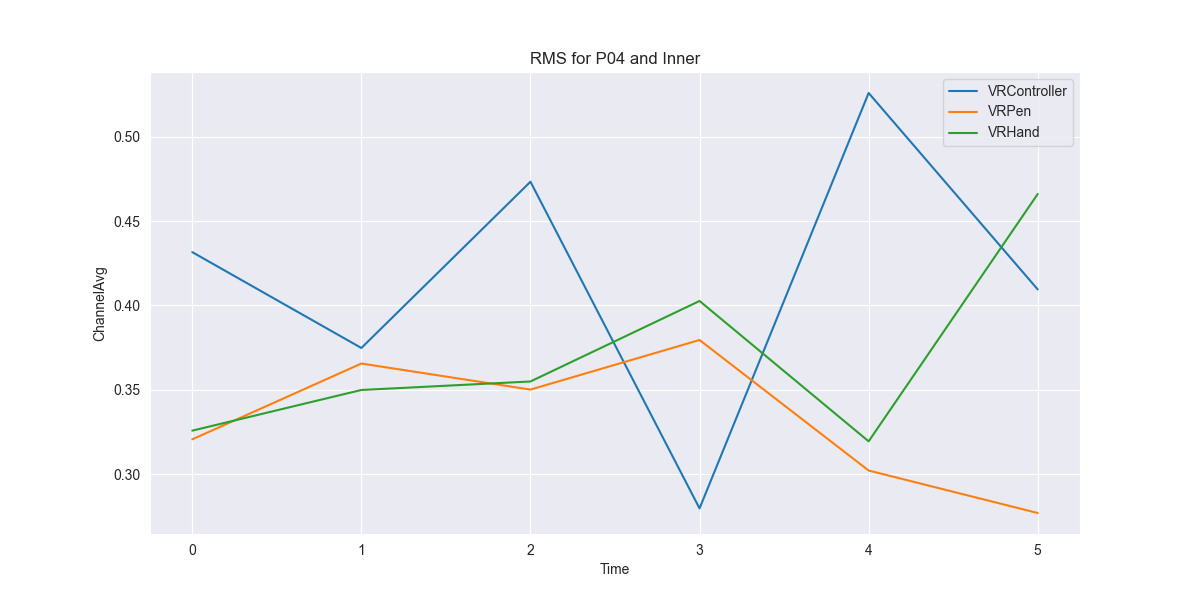 RMS for P04 and Inner
VRController
VRPen
VRHand
ChannelAvg
0.50
0.45
0.40
0.35
0.30
0 1 2 3 4 5
Time